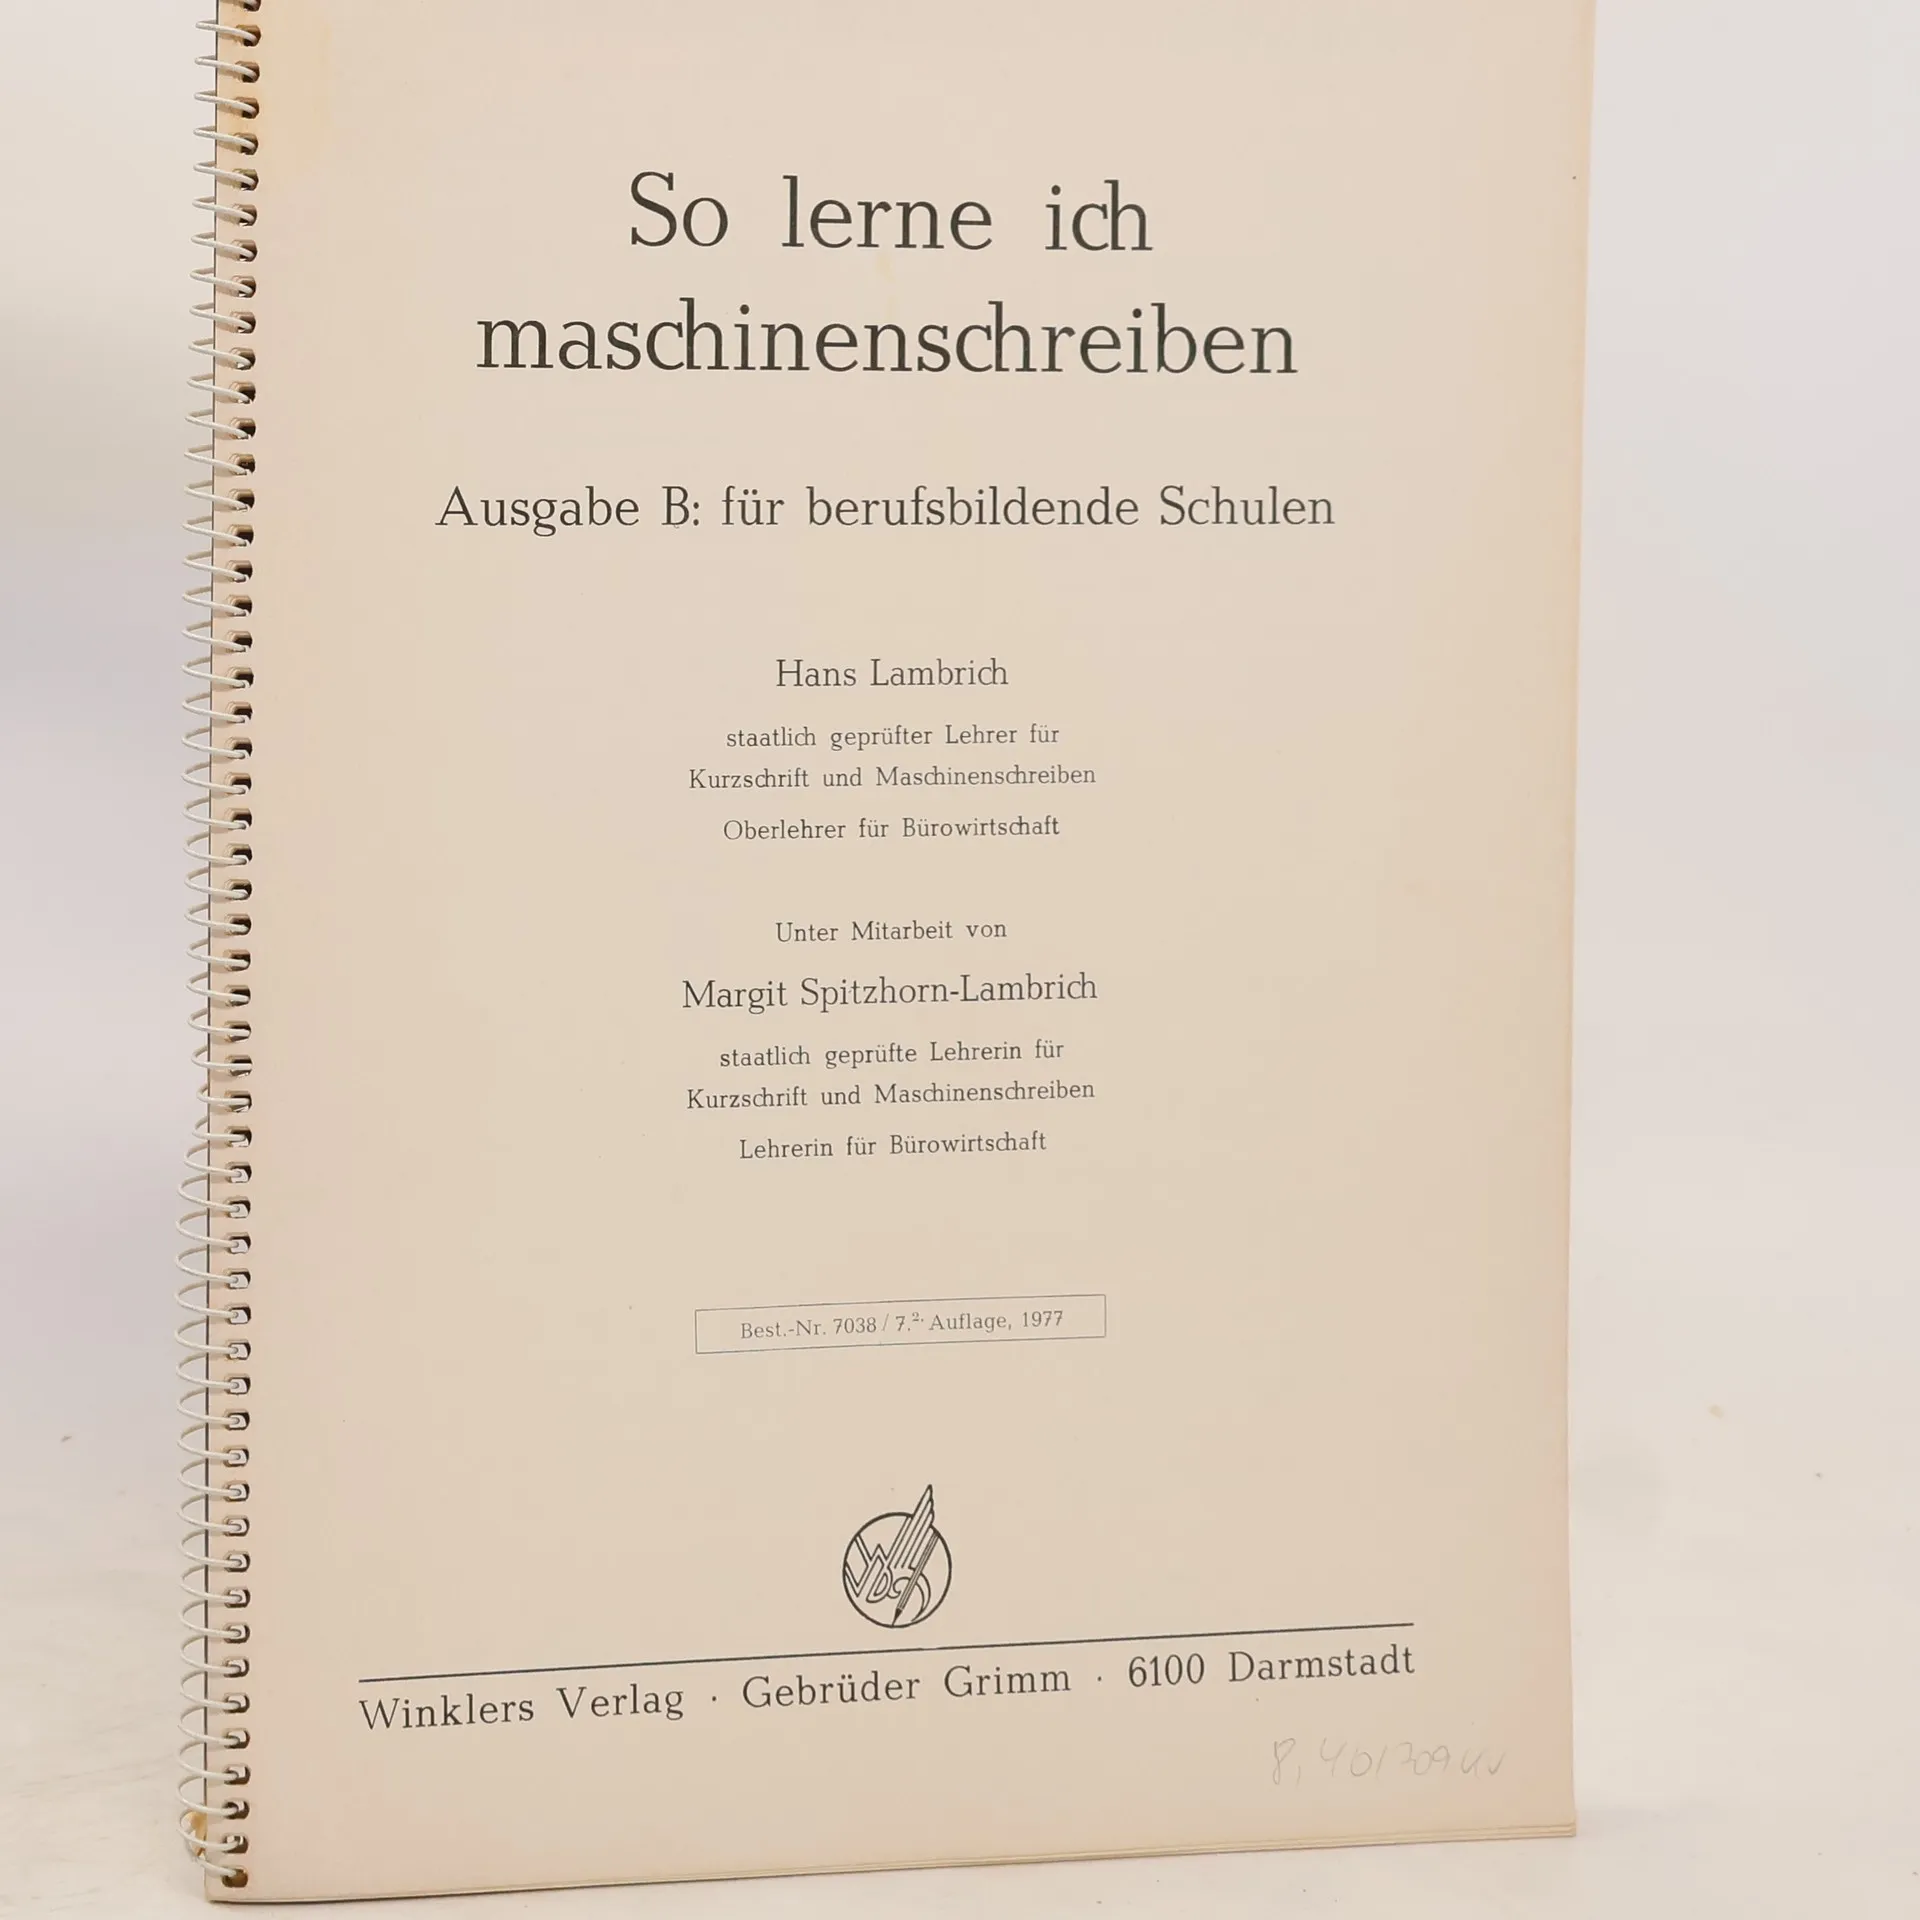 So lerne ich
maschinenschreiben
Ausgabe B: für berufsbildende Schulen
Hans Lambrich
staatlich geprüfter Lehrer für
Kurzschrift und Maschinenschreiben
Oberlehrer für Bürowirtschaft
Unter Mitarbeit von
Margit Spitzhorn-Lambrich
staatlich geprüfte Lehrerin für
Kurzschrift und Maschinenschreiben
Lehrerin für Bürowirtschaft
Best.-Nr. 7038 / 7.2. Auflage, 1977
Winklers Verlag · Gebrüder Grimm · 6100 Darmstadt